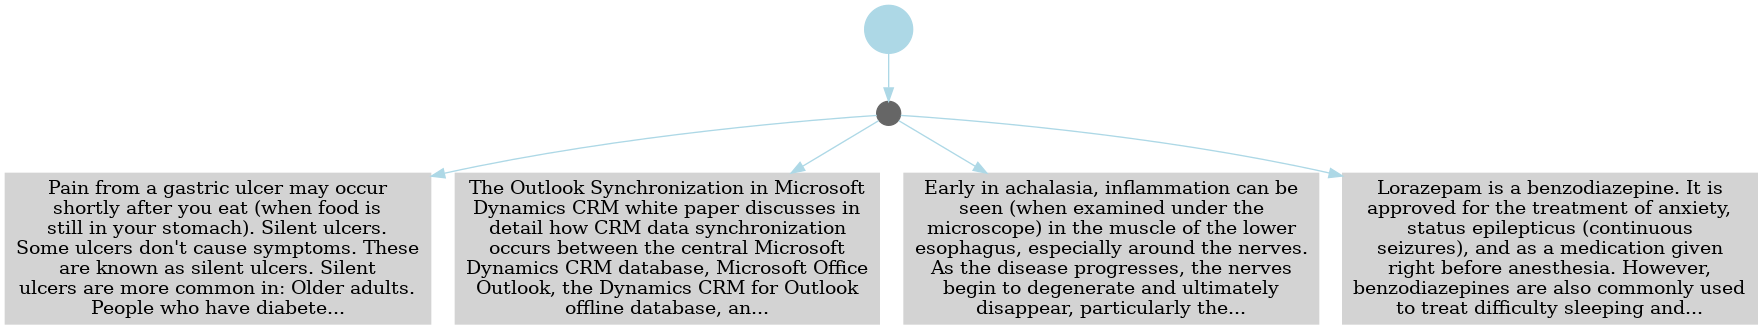 Pain from a gastric ulcer may occur
shortly after you eat (when food is
still in your stomach). Silent ulcers.
Some ulcers don't cause symptoms. These
are known as silent ulcers. Silent
ulcers are more common in: Older adults.
People who have diabete...
The Outlook Synchronization in Microsoft
Dynamics CRM white paper discusses in
detail how CRM data synchronization
occurs between the central Microsoft
Dynamics CRM database, Microsoft Office
Outlook, the Dynamics CRM for Outlook
offline database, an...
Early in achalasia, inflammation can be
seen (when examined under the
microscope) in the muscle of the lower
esophagus, especially around the nerves.
As the disease progresses, the nerves
begin to degenerate and ultimately
disappear, particularly the...
Lorazepam is a benzodiazepine. It is
approved for the treatment of anxiety,
status epilepticus (continuous
seizures), and as a medication given
right before anesthesia. However,
benzodiazepines are also commonly used
to treat difficulty sleeping and...